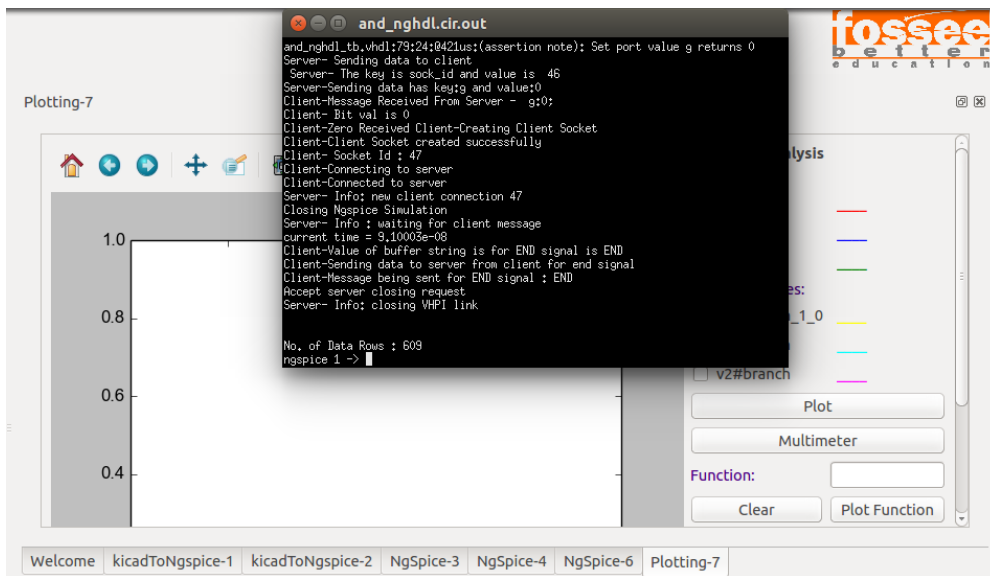 and_nghdl.cir.out
and_nghdl_tb.vhdl:79:24:@421us:(assertion note): Set port value g returns 0
Server- Sending data to client
Server- The key is sock_id and value is 46
Server-Sending data has key:g and value:0
Client-Message Received From Server - g:0;
Client- Bit val is 0
Client-Zero Received Client-Creating Client Socket
Client-Client Socket created successfully
Client- Socket Id : 47
Client-Connecting to server
Client-Connected to server
Server- Info: new client connection 47
Closing Ngspice Simulation
Server- Info : waiting for client message
current time = 9.10003e-08
Client-Value of buffer string is for END signal is END
Client-Sending data to server from client for end signal
Client-Message being sent for END signal : END
Accept server closing request
Server- Info: closing VHPI link
No. of Data Rows : 609
ngspice 1 ->
fossee
better
education
Plotting-7
1.0
0.8
0.6
0.4
lysis
es:
_1_0
v2#branch
Plot
Multimeter
Function:
Clear
Plot Function
Welcome
kicadToNgspice-1
kicadToNgspice-2
NgSpice-3
NgSpice-4
NgSpice-6
Plotting-7